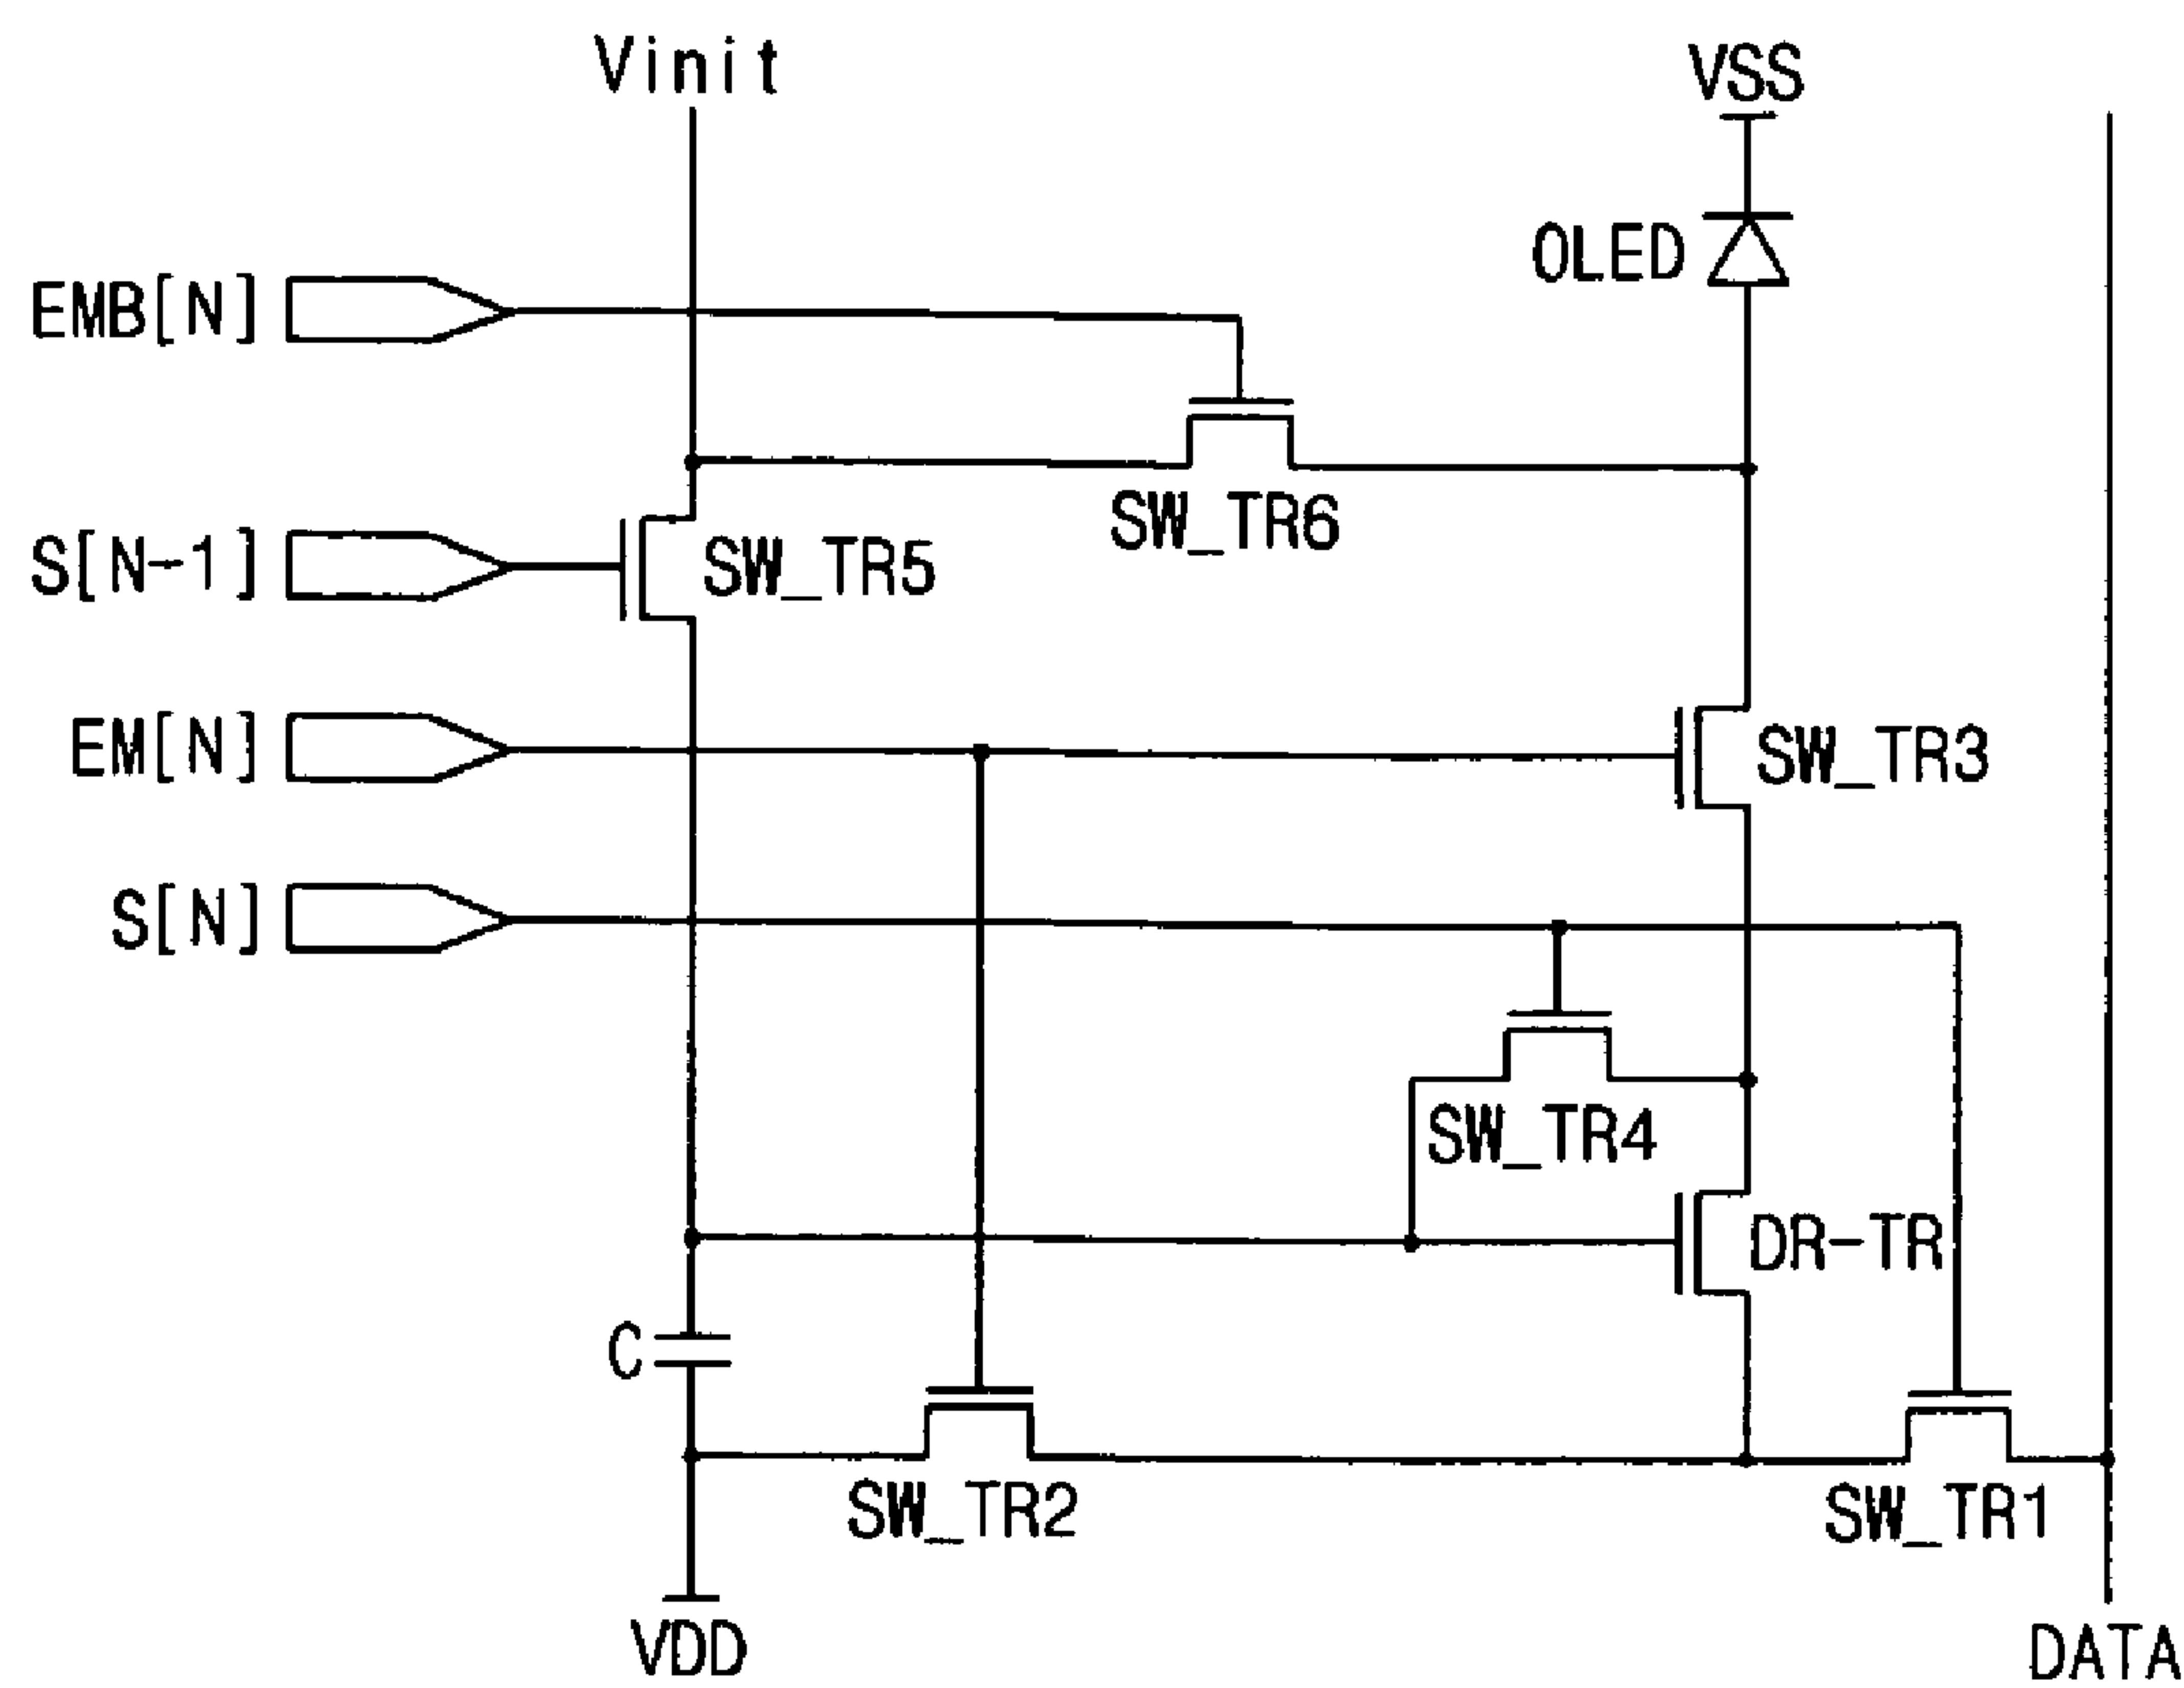 Vinit
VSS
OLED
EMB[N]
SW_TR6
S[N-1]
SW_TR5
EM[N]
SW_TR3
S[N]
SW_TR4
DR-TR
C
SW_TR2
SW_TR1
VDD
DATA